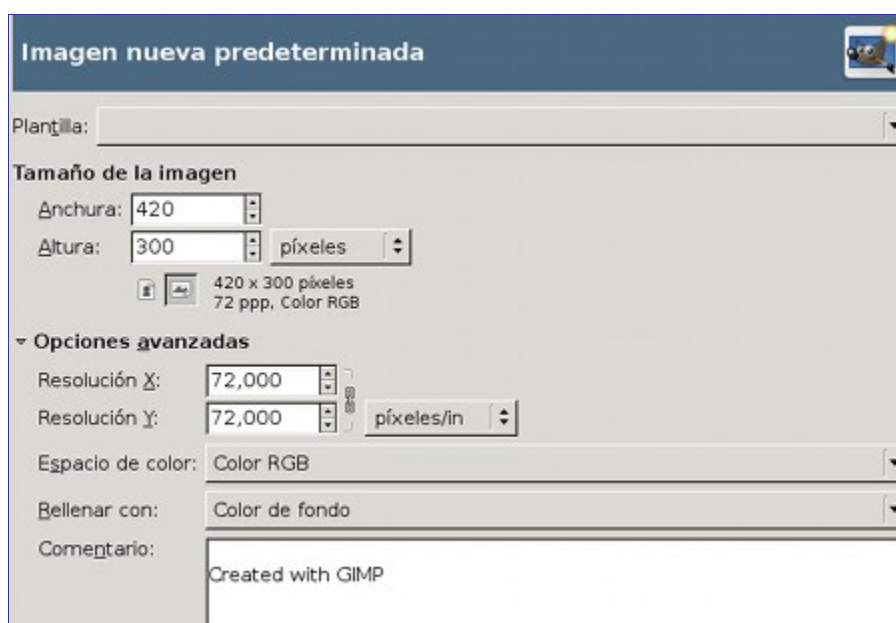 Imagen nueva predeterminada
Plantilla:
Tamaño de la imagen
Anchura: 420
Altura: 300 píxeles
420 x 300 píxeles
72 ppp, Color RGB
Opciones avanzadas
Resolución X: 72,000
Resolución Y: 72,000 píxeles/in
Espacio de color: Color RGB
Rellenar con: Color de fondo
Comentario:
Created with GIMP